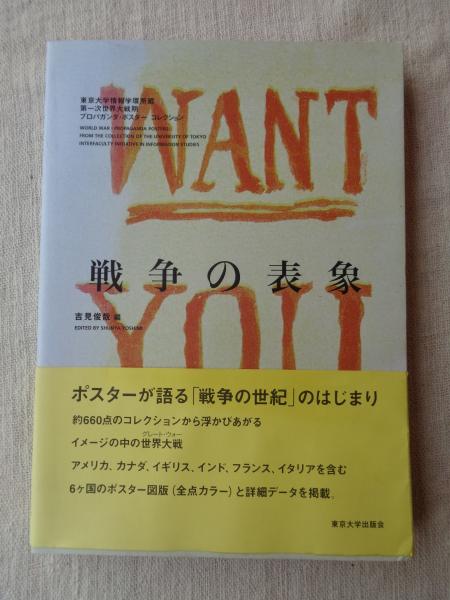 東京大学情報学環所蔵
第一次世界大戦期
プロパガンダ・ポスター コレクション
WORLD WAR I PROPAGANDA POSTERS
FROM THE COLLECTION OF THE UNIVERSITY OF TOKYO
INTERFACULTY INITIATIVE IN INFORMATION STUDIES
WANT
戦争の表象
YOU
吉見俊哉 編
EDITED BY SHUNYA YOSHIMI
ポスターが語る「戦争の世紀」のはじまり
約660点のコレクションから浮かびあがる
グレート・ウォー
イメージの中の世界大戦
アメリカ、カナダ、イギリス、インド、フランス、イタリアを含む
6ヶ国のポスター図版（全点カラー）と詳細データを掲載。
東京大学出版会